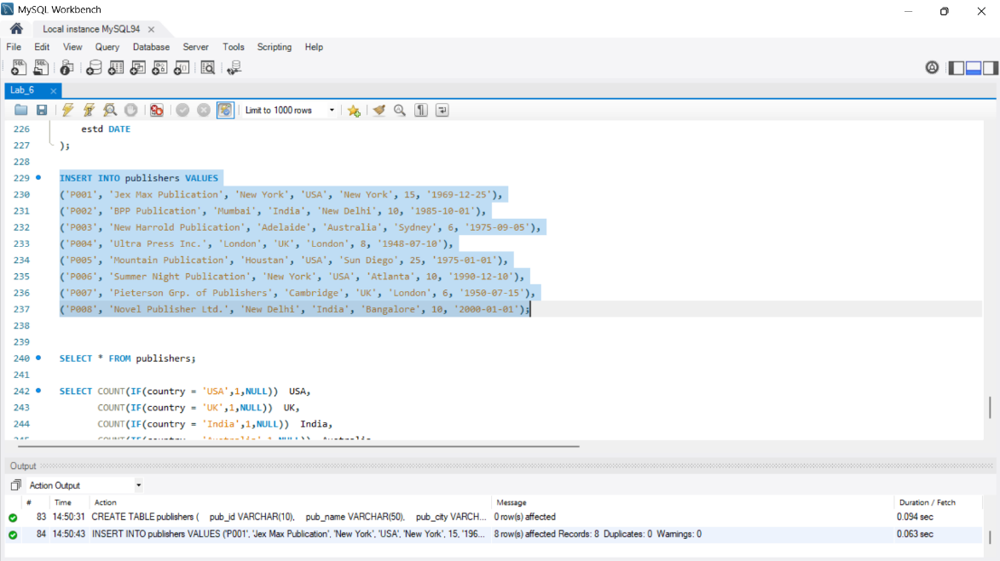 MySQL Workbench
Local instance MySQL94
File Edit View Query Database Server Tools Scripting Help
Lab_6
Limit to 1000 rows
226 estd DATE
227 );
228
229 INSERT INTO publishers VALUES
230 ('P001', 'Jex Max Publication', 'New York', 'USA', 'New York', 15, '1969-12-25'),
231 ('P002', 'BPP Publication', 'Mumbai', 'India', 'New Delhi', 10, '1985-10-01'),
232 ('P003', 'New Harrold Publication', 'Adelaide', 'Australia', 'Sydney', 6, '1975-09-05'),
233 ('P004', 'Ultra Press Inc.', 'London', 'UK', 'London', 8, '1948-07-10'),
234 ('P005', 'Mountain Publication', 'Houstan', 'USA', 'Sun Diego', 25, '1975-01-01'),
235 ('P006', 'Summer Night Publication', 'New York', 'USA', 'Atlanta', 10, '1990-12-10'),
236 ('P007', 'Pieterson Grp. of Publishers', 'Cambridge', 'UK', 'London', 6, '1950-07-15'),
237 ('P008', 'Novel Publisher Ltd.', 'New Delhi', 'India', 'Bangalore', 10, '2000-01-01');
238
239
240 SELECT * FROM publishers;
241
242 SELECT COUNT(IF(country = 'USA',1,NULL)) USA,
243 COUNT(IF(country = 'UK',1,NULL)) UK,
244 COUNT(IF(country = 'India',1,NULL)) India,
Output
Action Output
# Time Action Message Duration / Fetch
83 14:50:31 CREATE TABLE publishers ( pub_id VARCHAR(10), pub_name VARCHAR(50), pub_city VARCH... 0 row(s) affected 0.094 sec
84 14:50:43 INSERT INTO publishers VALUES ('P001', 'Jex Max Publication', 'New York', 'USA', 'New York', 15, '196... 8 row(s) affected Records: 8 Duplicates: 0 Warnings: 0 0.063 sec